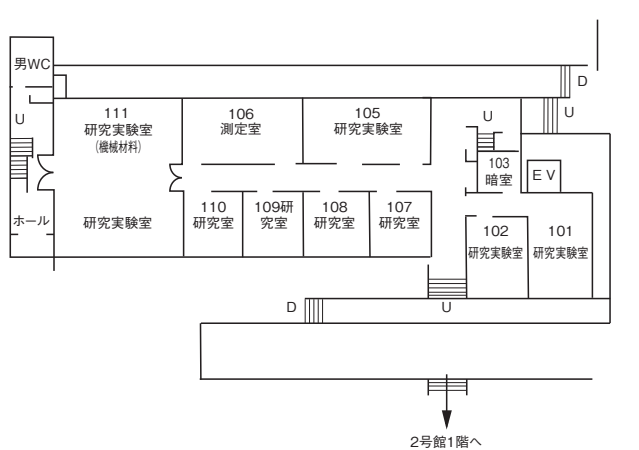 男WC
D
111
研究実験室
(機械材料)
106
測定室
105
研究実験室
U
U
U
103
暗室
EV
ホール
研究実験室
110
研究室
109研
究室
108
研究室
107
研究室
102
研究実験室
101
研究実験室
D
U
2号館1階へ